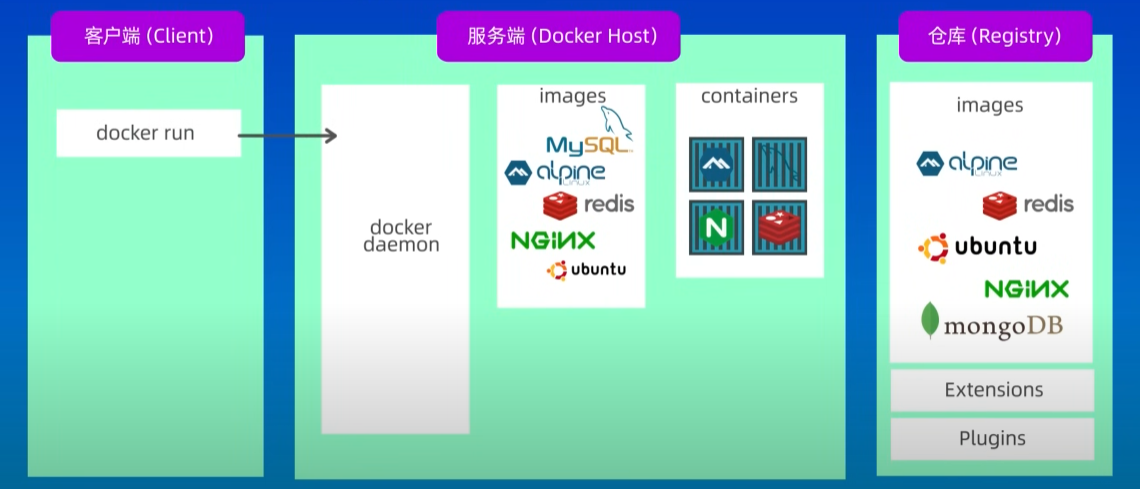 客户端 (Client)
docker run
服务端 (Docker Host)
docker
daemon
images
MySQL
alpine
LINUX
redis
NGINX
ubuntu
containers
N
仓库 (Registry)
images
alpine
LINUX
redis
ubuntu
NGINX
mongoDB
Extensions
Plugins